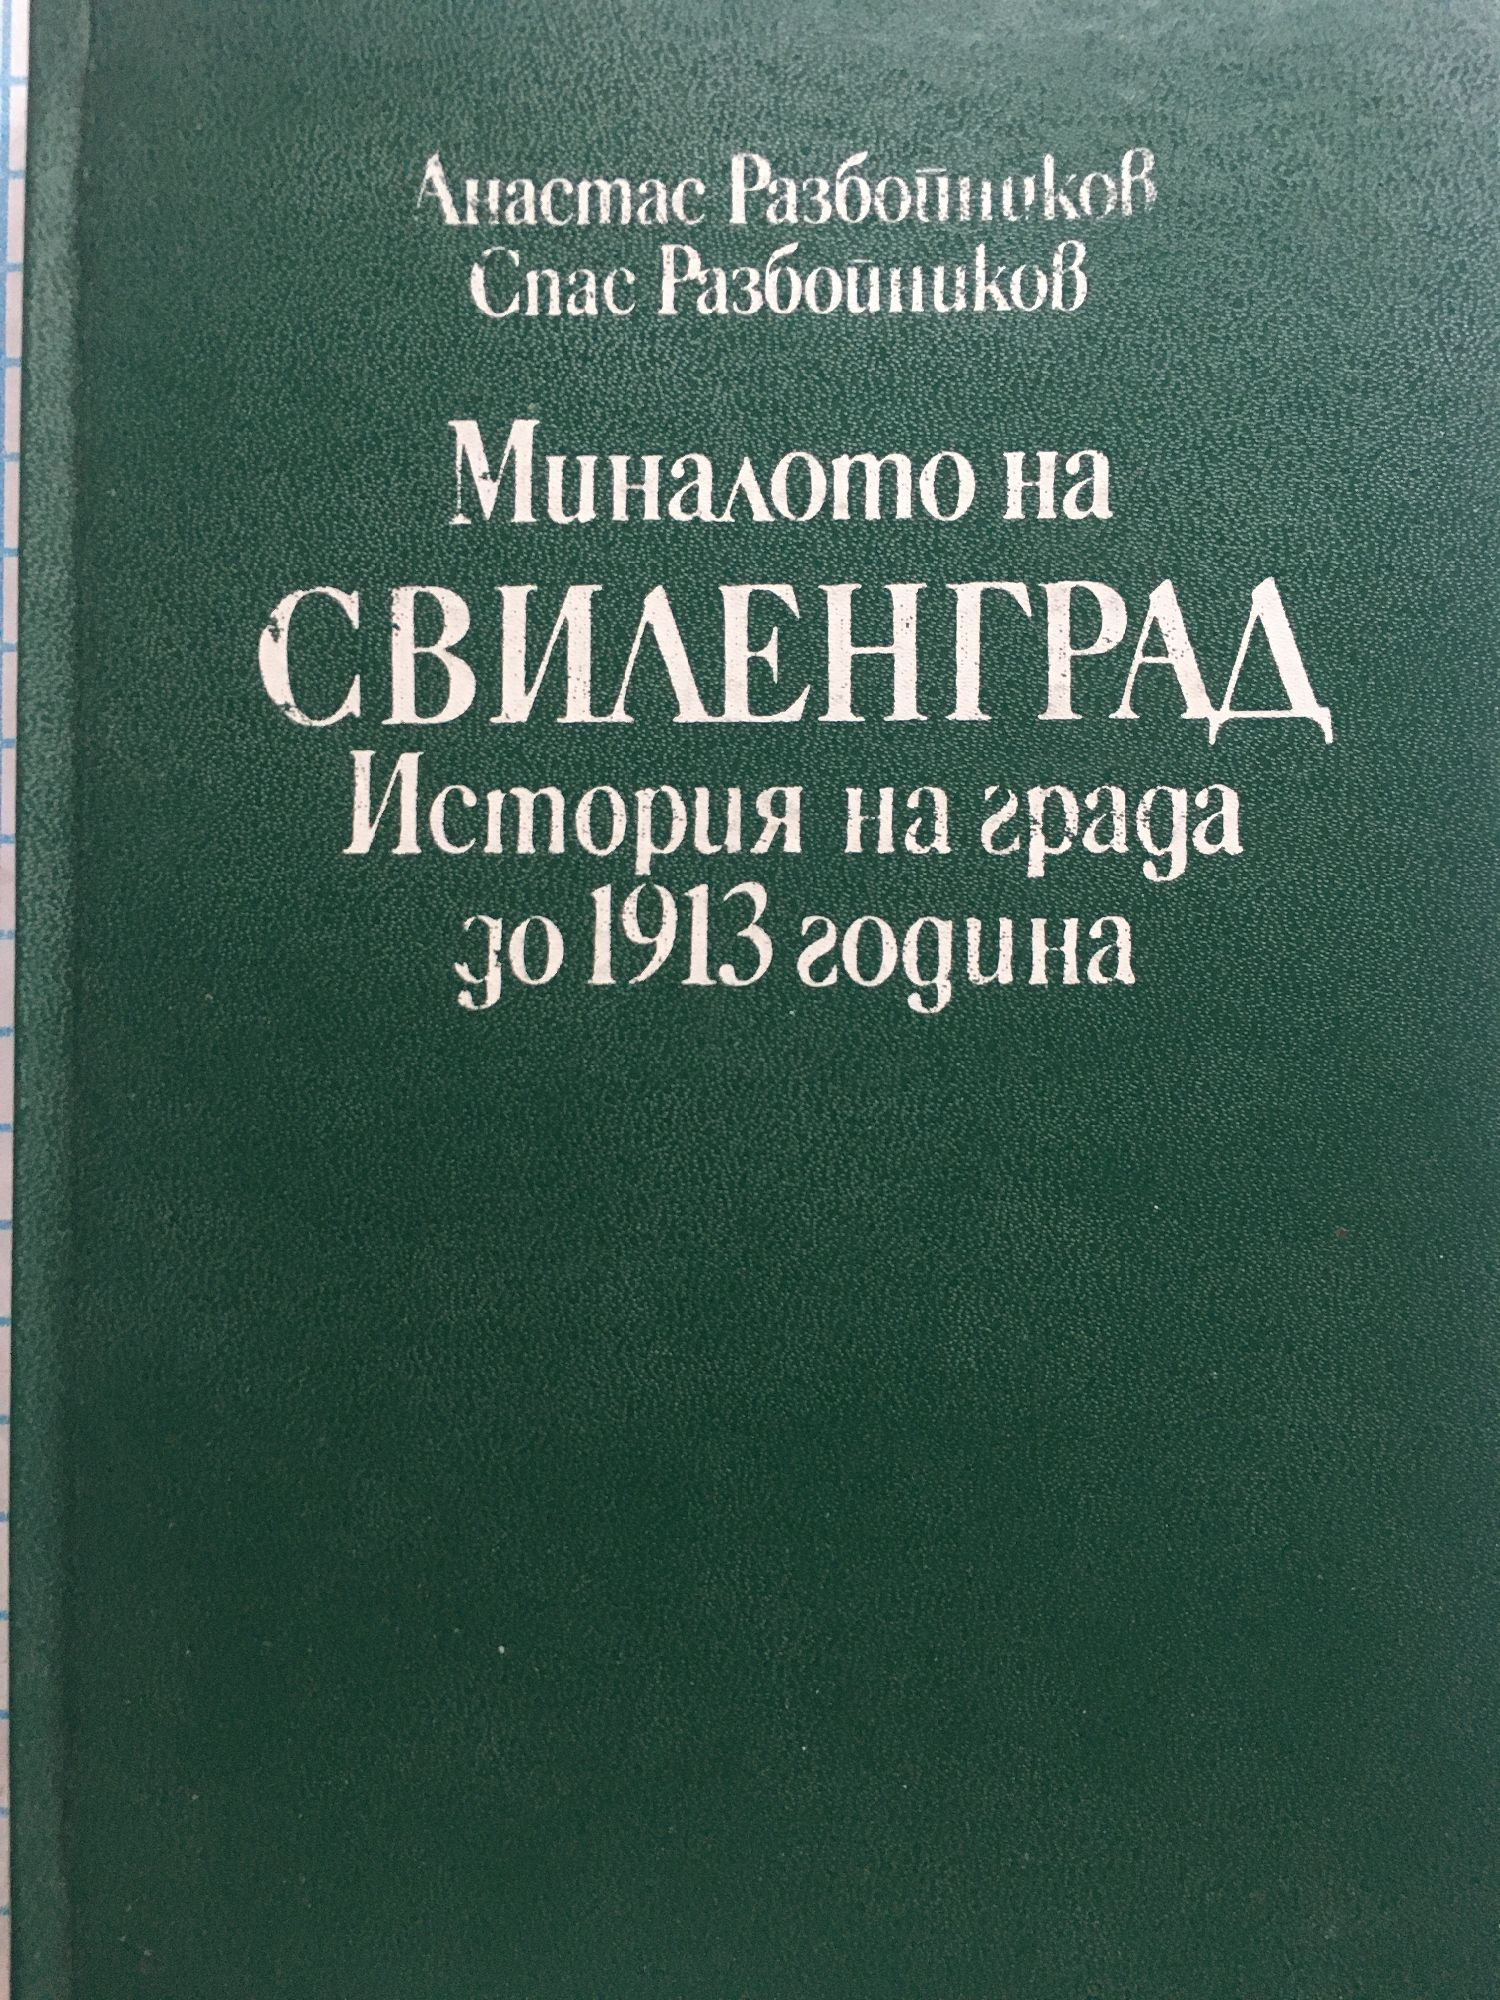 Анастас Разбойников
Спас Разбойников
Миналото на
СВИЛЕНГРАД
История на града
до 1913 година